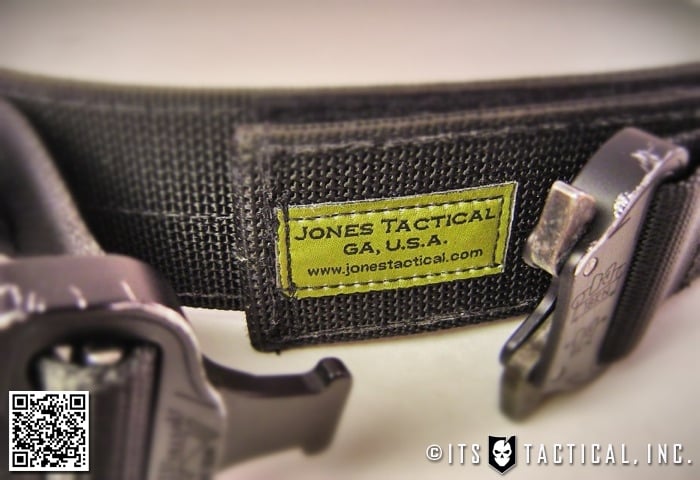 JONES TACTICAL
GA, U.S.A.
www.jonestactical.com
©ITS TACTICAL, INC.